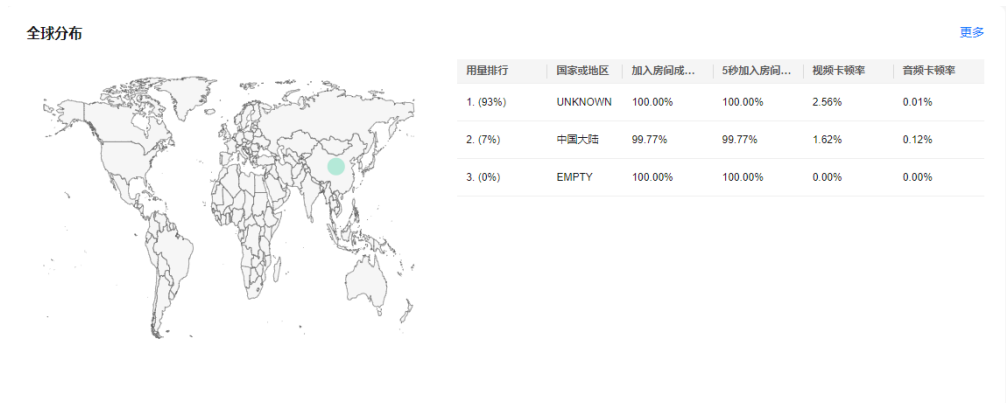 全球分布
更多
用量排行 国家或地区 加入房间成... 5秒加入房间... 视频卡顿率 音频卡顿率
1. (93%) UNKNOWN 100.00% 100.00% 2.56% 0.01%
2. (7%) 中国大陆 99.77% 99.77% 1.62% 0.12%
3. (0%) EMPTY 100.00% 100.00% 0.00% 0.00%